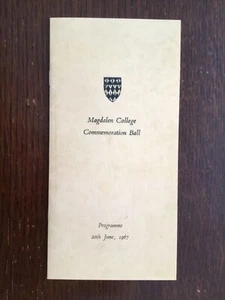 Magdalen College
Commemoration Ball
Programme
20th June, 1967